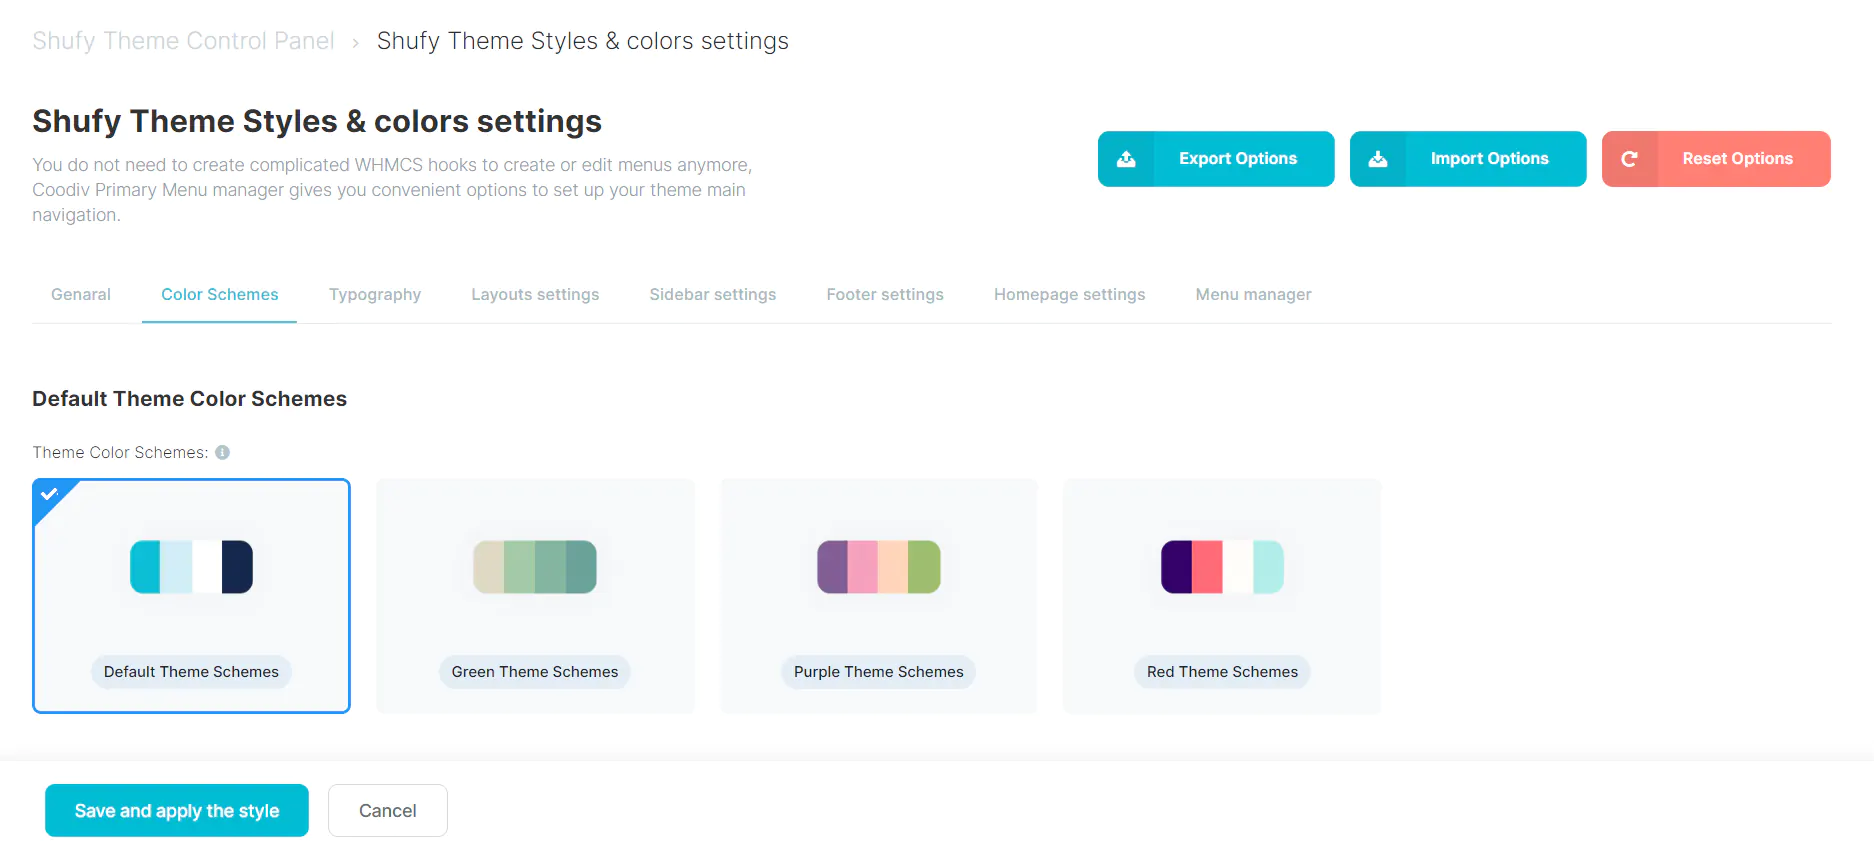 Shufy Theme Control Panel › Shufy Theme Styles & colors settings
Shufy Theme Styles & colors settings
You do not need to create complicated WHMCS hooks to create or edit menus anymore,
Coodiv Primary Menu manager gives you convenient options to set up your theme main
navigation.
Export Options
Import Options
Reset Options
Genaral
Color Schemes
Typography
Layouts settings
Sidebar settings
Footer settings
Homepage settings
Menu manager
Default Theme Color Schemes
Theme Color Schemes:
Default Theme Schemes
Green Theme Schemes
Purple Theme Schemes
Red Theme Schemes
Save and apply the style
Cancel